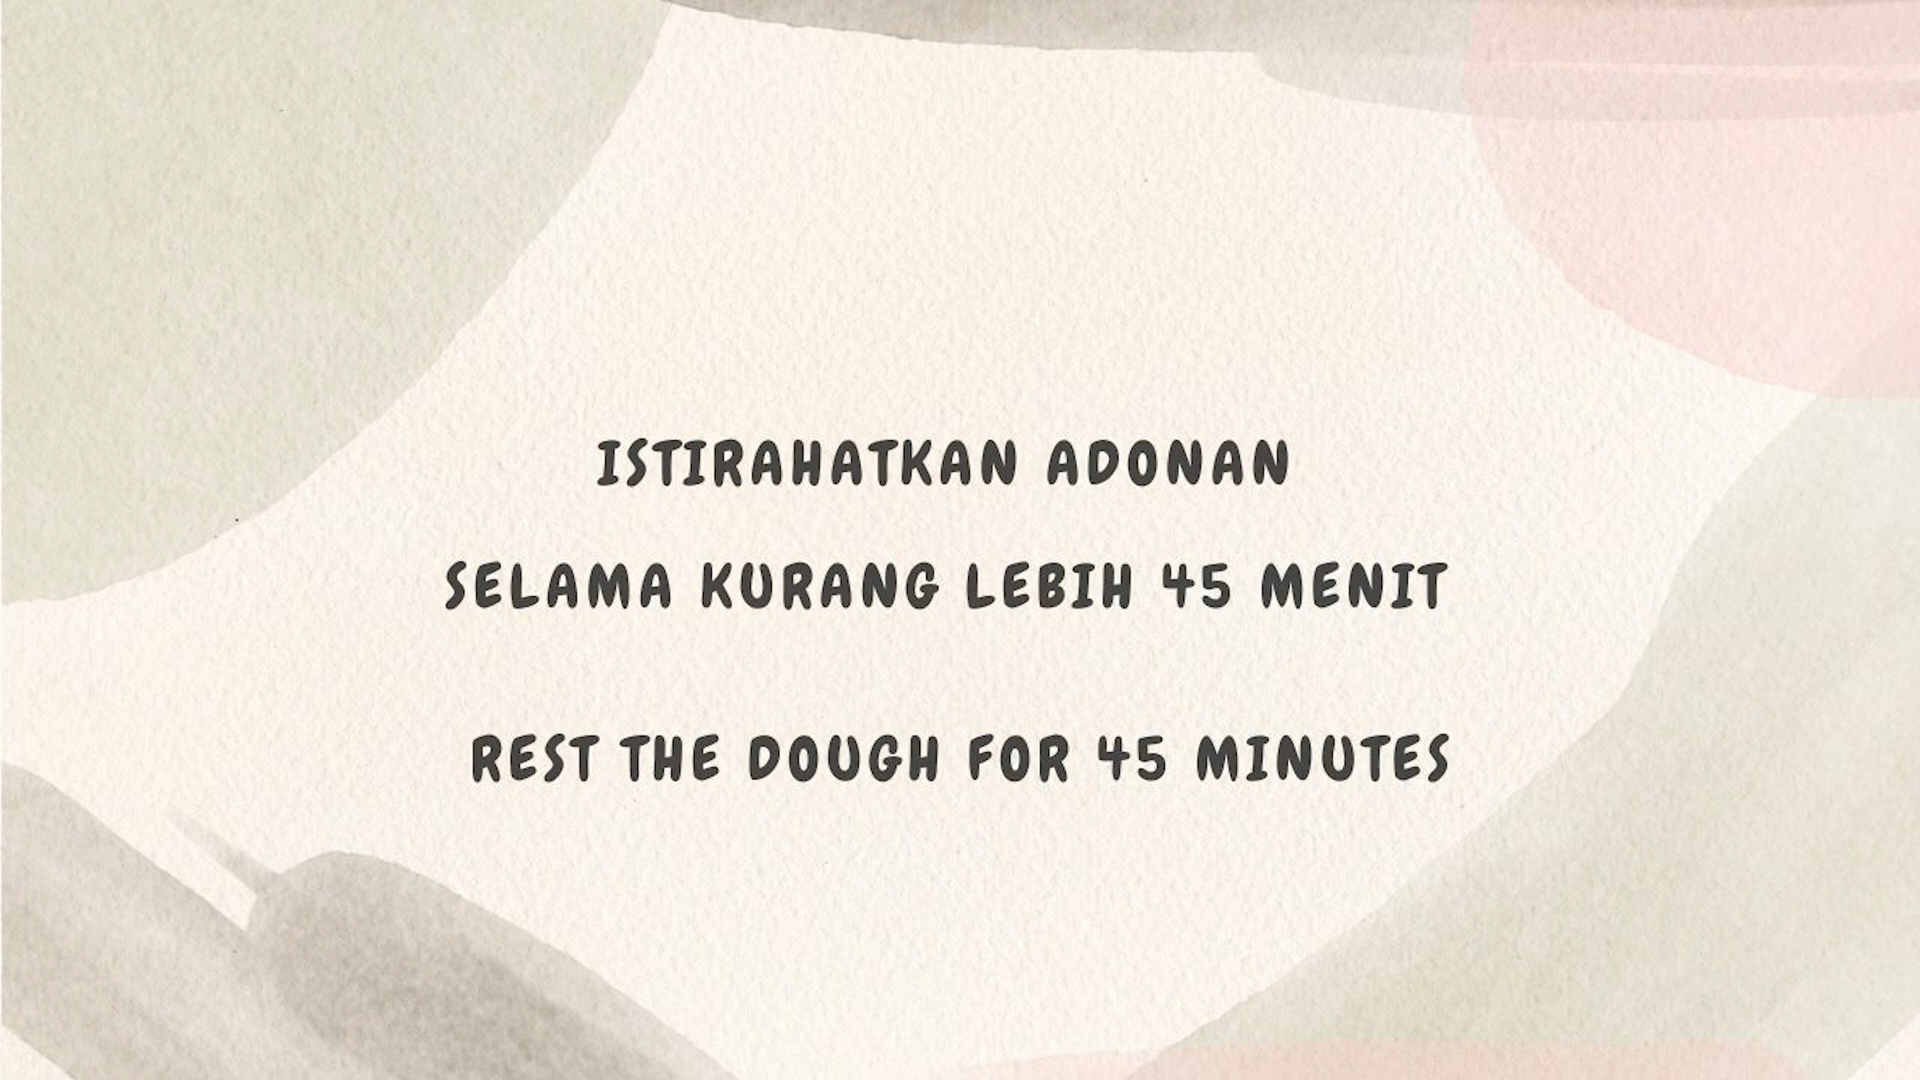 ISTIRAHATKAN ADONAN
SELAMA KURANG LEBIH 45 MENIT
REST THE DOUGH FOR 45 MINUTES